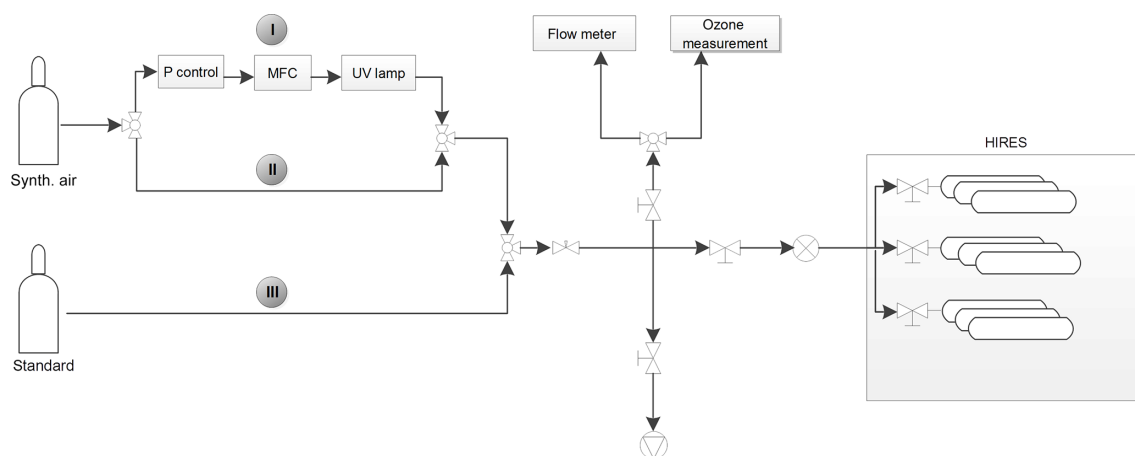 I
P control
MFC
UV lamp
Synth. air
II
Standard
III
Flow meter
Ozone
measurement
HIRES